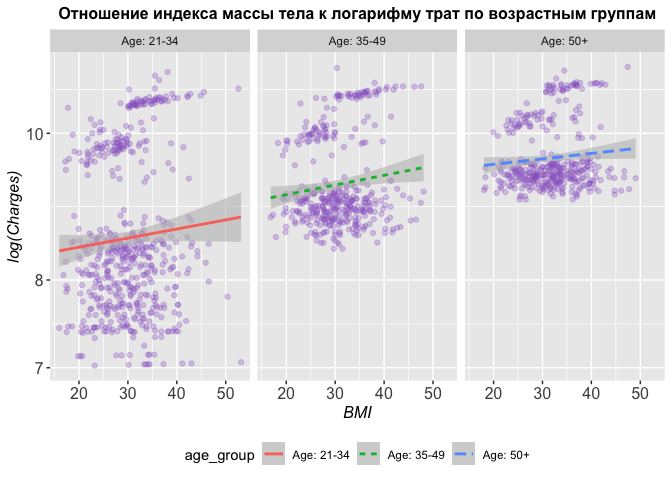 Отношение индекса массы тела к логарифму трат по возрастным группам
Age: 21-34
Age: 35-49
Age: 50+
log(Charges)
10
8
7
20 30 40 50
20 30 40 50
20 30 40 50
BMI
age_group Age: 21-34 Age: 35-49 Age: 50+